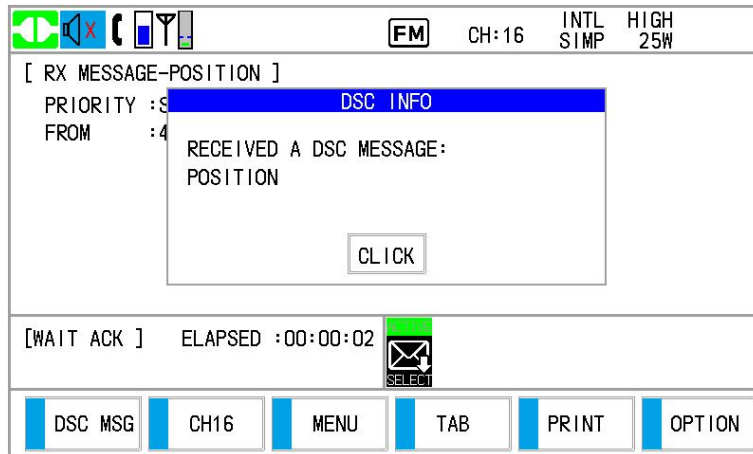 FM CH:16 INTL HIGH
SIMP 25W
[ RX MESSAGE-POSITION ]
PRIORITY :S
DSC INFO
FROM :4
RECEIVED A DSC MESSAGE:
POSITION
CLICK
[WAIT ACK ] ELAPSED :00:00:02
SELECT
DSC MSG CH16 MENU TAB PRINT OPTION